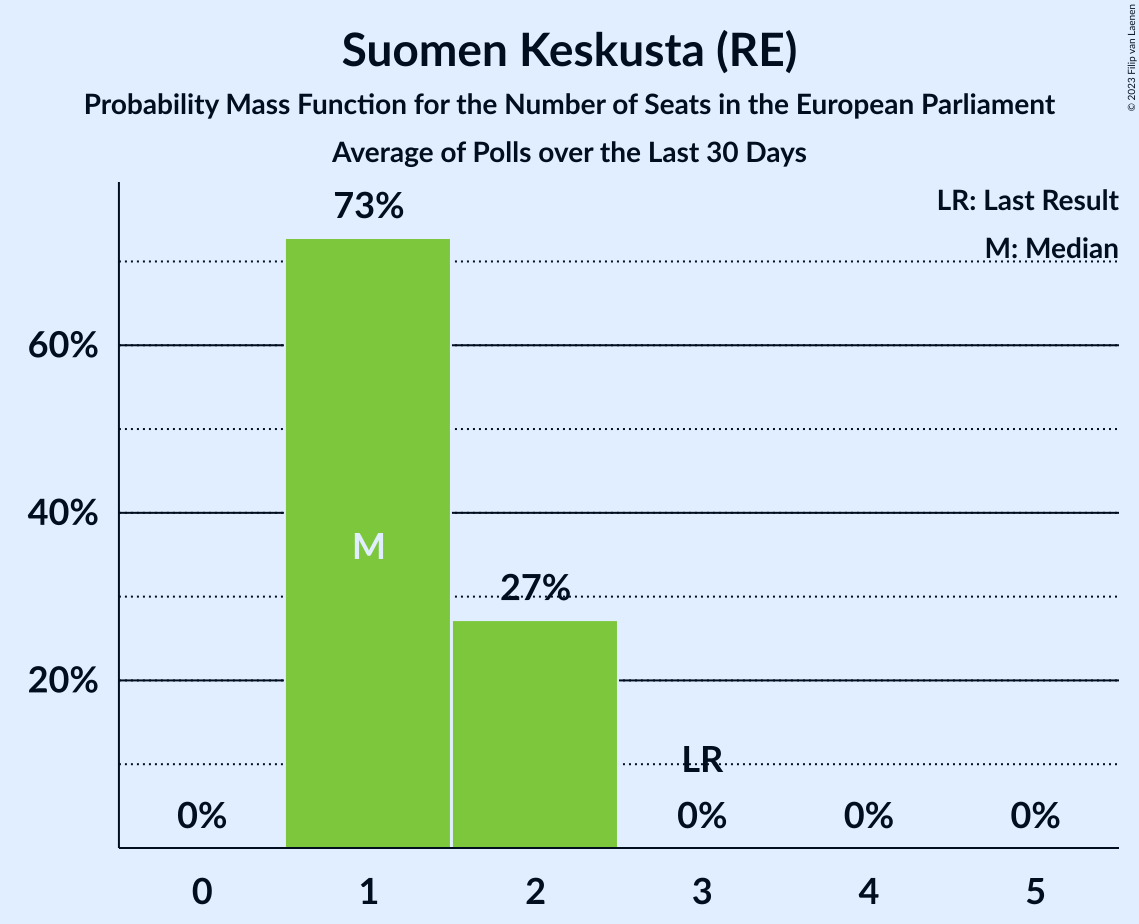 Suomen Keskusta (RE)
Probability Mass Function for the Number of Seats in the European Parliament
Average of Polls over the Last 30 Days
© 2023 Filip van Laenen
LR: Last Result
M: Median
73%
60%
40%
M
27%
20%
LR
0%
0%
0%
0%
0
1
2
3
4
5